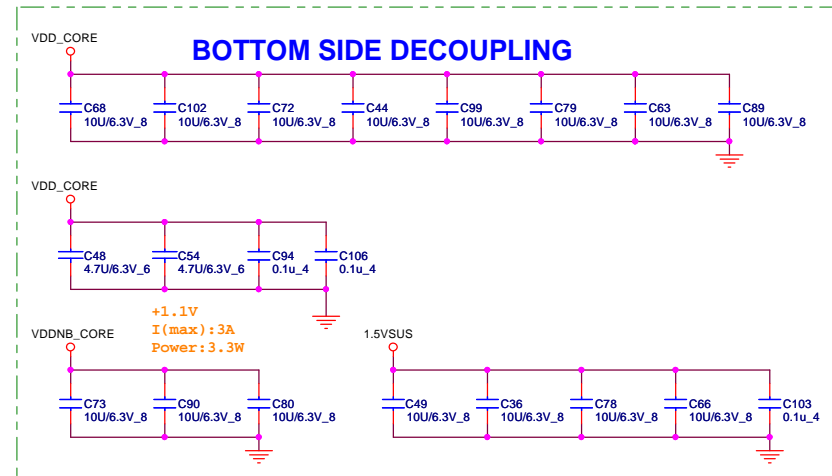 VDD_CORE
BOTTOM SIDE DECOUPLING
C68 C102 C72 C44 C99 C79 C63 C89
10U/6.3V_8 10U/6.3V_8 10U/6.3V_8 10U/6.3V_8 10U/6.3V_8 10U/6.3V_8 10U/6.3V_8 10U/6.3V_8
VDD_CORE
C48 C54 C94 C106
4.7U/6.3V_6 4.7U/6.3V_6 0.1u_4 0.1u_4
+1.1V
I(max):3A
Power:3.3W
VDDNB_CORE
C73 C90 C80
10U/6.3V_8 10U/6.3V_8 10U/6.3V_8
1.5VSUS
C49 C36 C78 C66 C103
10U/6.3V_8 10U/6.3V_8 10U/6.3V_8 10U/6.3V_8 0.1u_4